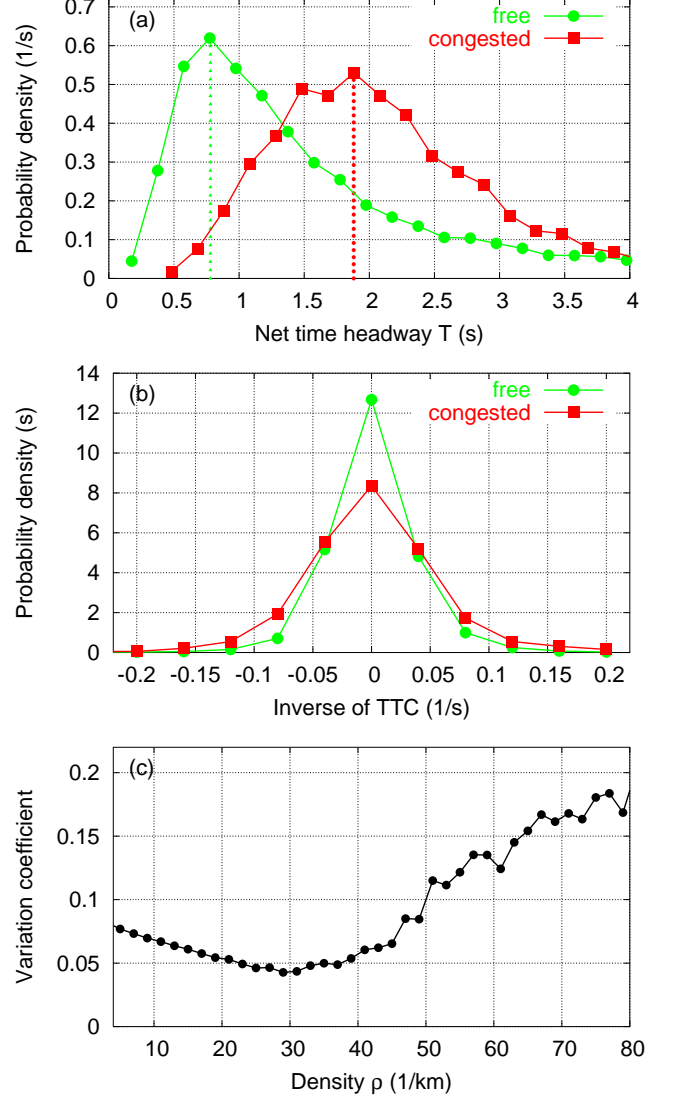 0.7
(a)
free
congested
0.6
0.5
0.4
0.3
0.2
0.1
0
Probability density (1/s)
0 0.5 1 1.5 2 2.5 3 3.5 4
Net time headway T (s)
14
(b)
free
congested
12
10
8
6
4
2
0
Probability density (s)
-0.2 -0.15 -0.1 -0.05 0 0.05 0.1 0.15 0.2
Inverse of TTC (1/s)
(c)
0.2
0.15
0.1
0.05
0
Variation coefficient
10 20 30 40 50 60 70 80
Density ρ (1/km)